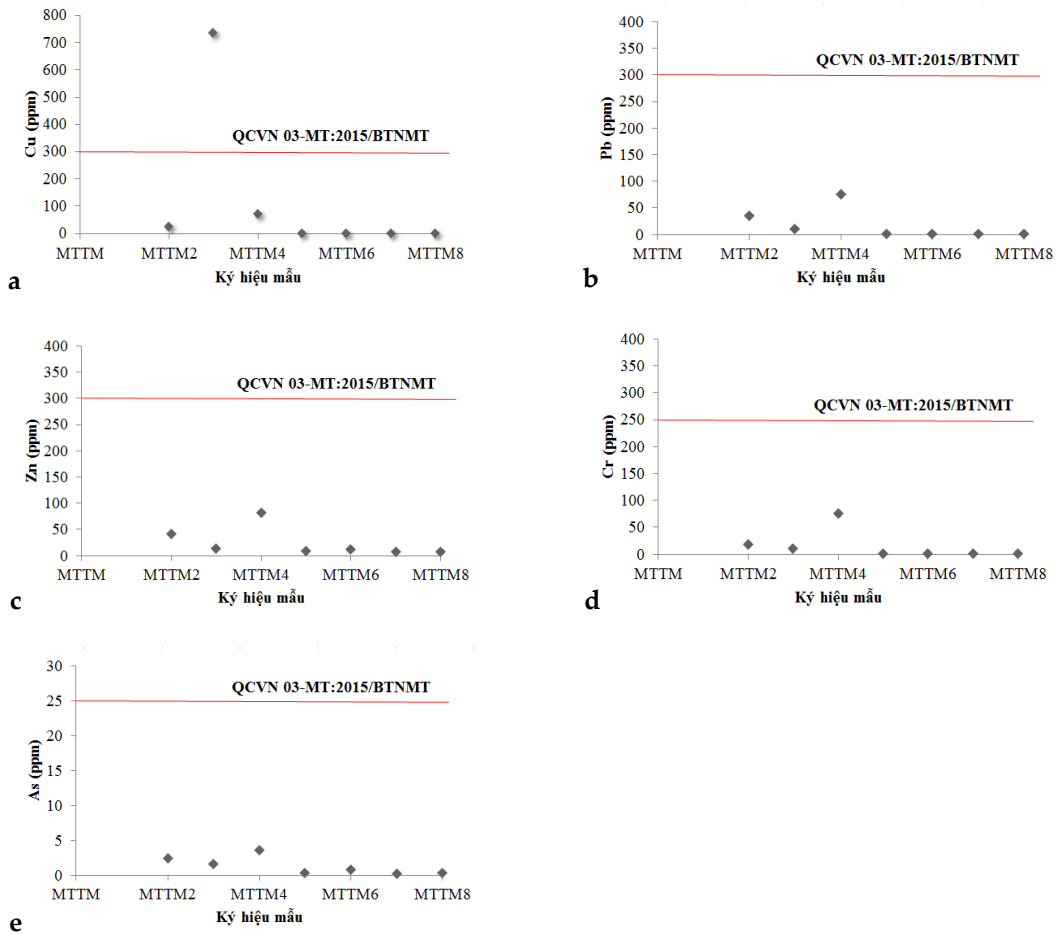 800
700
600
500
400
300
200
100
0
Cu (ppm)
QCVN 03-MT:2015/BTNMT
MTTM MTTM2 MTTM4 MTTM6 MTTM8
Ký hiệu mẫu
a
400
350
300
250
200
150
100
50
0
Pb (ppm)
QCVN 03-MT:2015/BTNMT
MTTM MTTM2 MTTM4 MTTM6 MTTM8
Ký hiệu mẫu
b
400
350
300
250
200
150
100
50
0
Zn (ppm)
QCVN 03-MT:2015/BTNMT
MTTM MTTM2 MTTM4 MTTM6 MTTM8
Ký hiệu mẫu
c
400
350
300
250
200
150
100
50
0
Cr (ppm)
QCVN 03-MT:2015/BTNMT
MTTM MTTM2 MTTM4 MTTM6 MTTM8
Ký hiệu mẫu
d
30
25
20
15
10
5
0
As (ppm)
QCVN 03-MT:2015/BTNMT
MTTM MTTM2 MTTM4 MTTM6 MTTM8
Ký hiệu mẫu
e